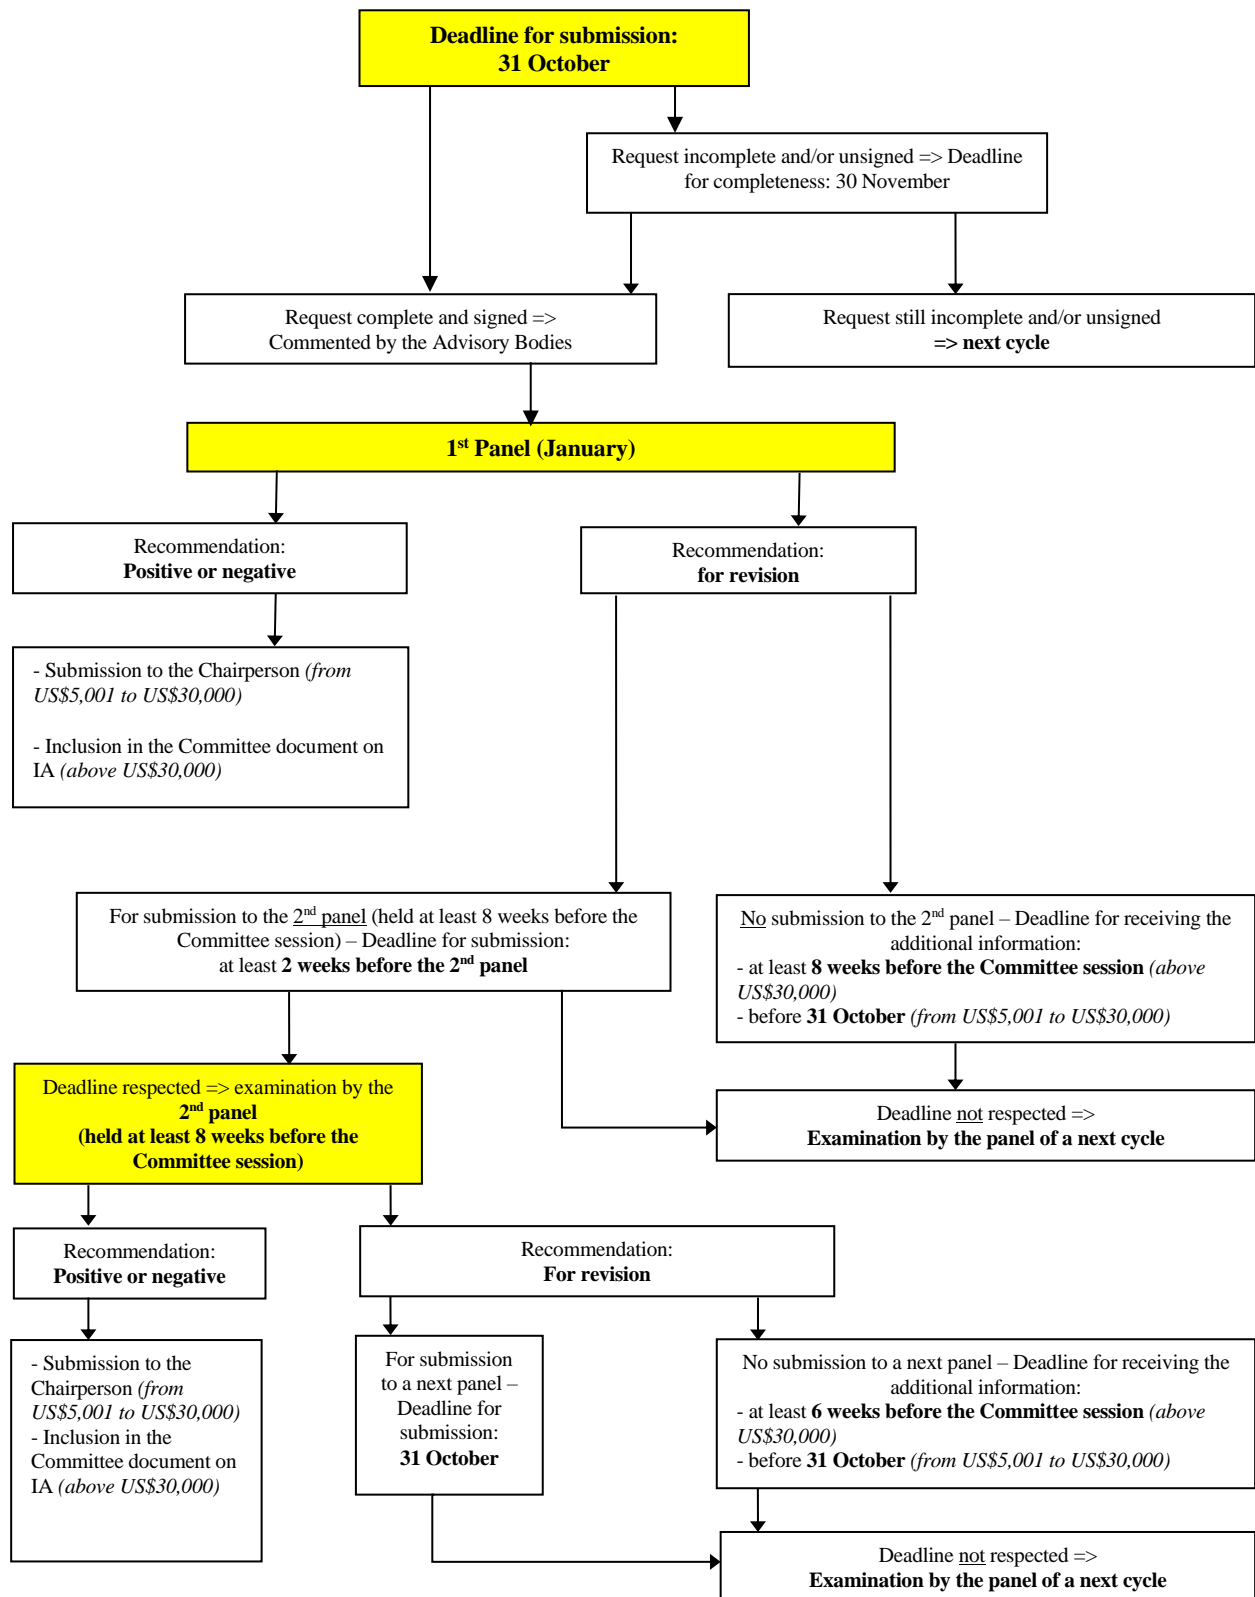 Deadline for submission:
31 October
Request incomplete and/or unsigned => Deadline
for completeness: 30 November
Request complete and signed =>
Commented by the Advisory Bodies
Request still incomplete and/or unsigned
=> next cycle
1st Panel (January)
Recommendation:
Positive or negative
Recommendation:
for revision
- Submission to the Chairperson (from
US$5,001 to US$30,000)
- Inclusion in the Committee document on
IA (above US$30,000)
For submission to the 2nd panel (held at least 8 weeks before the
Committee session) – Deadline for submission:
at least 2 weeks before the 2nd panel
No submission to the 2nd panel – Deadline for receiving the
additional information:
- at least 8 weeks before the Committee session (above
US$30,000)
- before 31 October (from US$5,001 to US$30,000)
Deadline respected => examination by the
2nd panel
(held at least 8 weeks before the
Committee session)
Deadline not respected =>
Examination by the panel of a next cycle
Recommendation:
Positive or negative
Recommendation:
For revision
- Submission to the
Chairperson (from
US$5,001 to US$30,000)
- Inclusion in the
Committee document on
IA (above US$30,000)
For submission
to a next panel –
Deadline for
submission:
31 October
No submission to a next panel – Deadline for receiving the
additional information:
- at least 6 weeks before the Committee session (above
US$30,000)
- before 31 October (from US$5,001 to US$30,000)
Deadline not respected =>
Examination by the panel of a next cycle